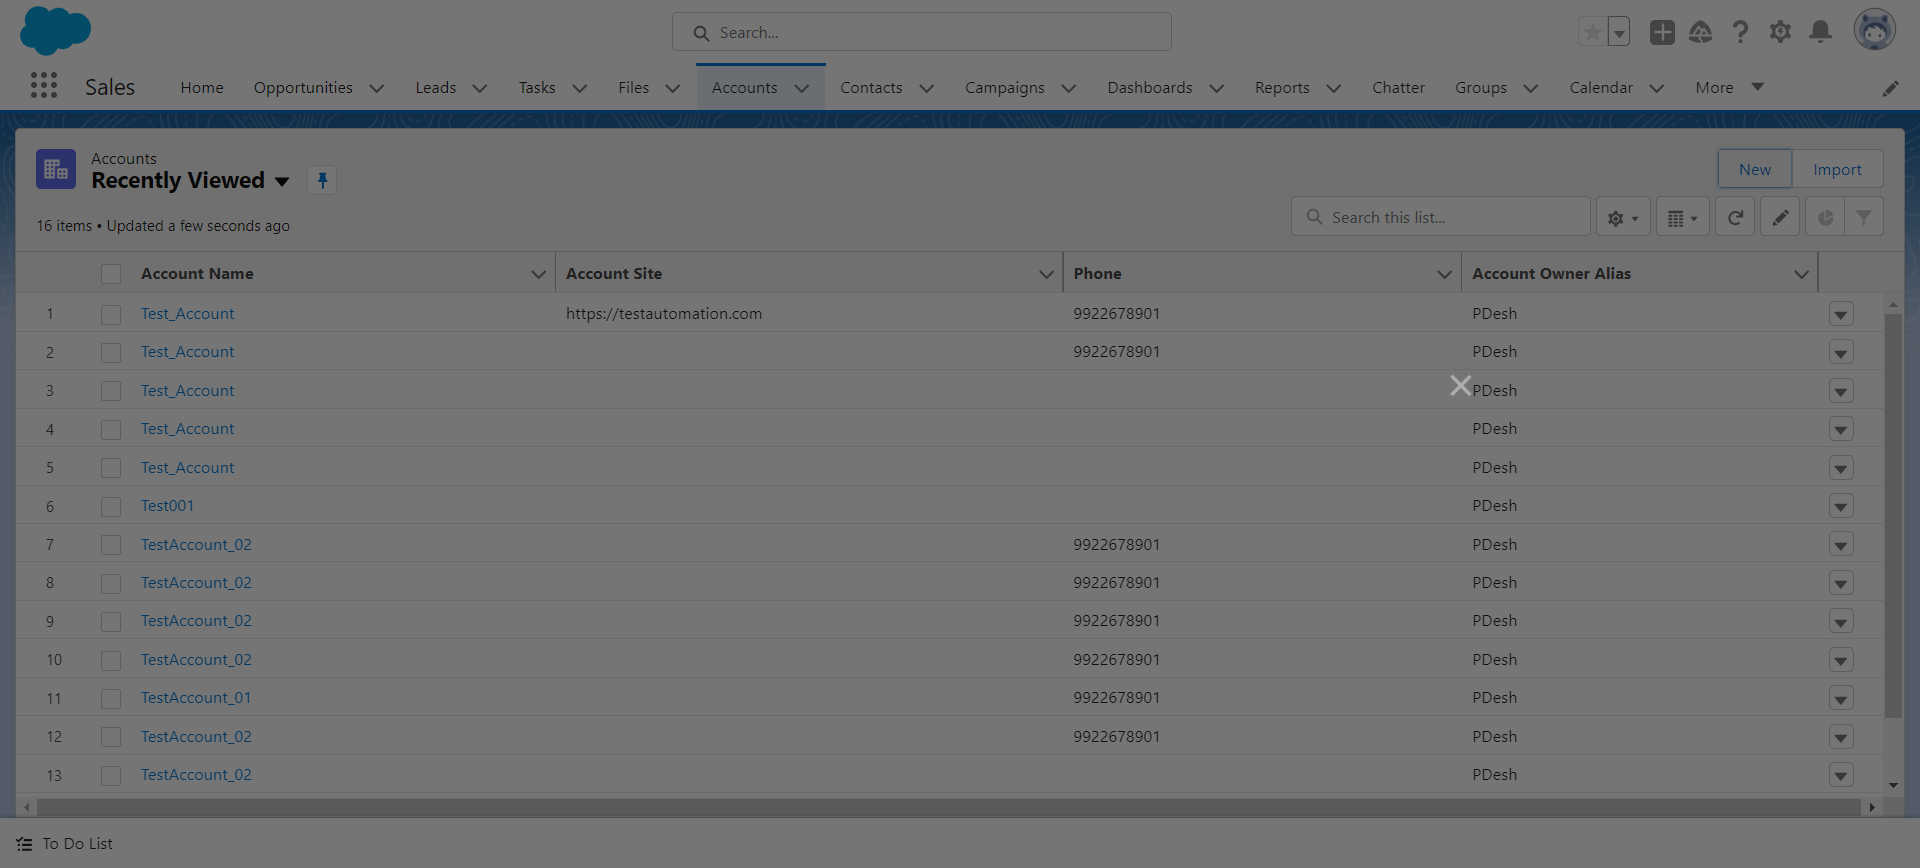 Search...
Sales
Home
Opportunities
Leads
Tasks
Files
Accounts
Contacts
Campaigns
Dashboards
Reports
Chatter
Groups
Calendar
More
Accounts
Recently Viewed
New
Import
16 items • Updated a few seconds ago
Search this list...
Account Name Account Site Phone Account Owner Alias
1 Test_Account https://testautomation.com 9922678901 PDesh
2 Test_Account 9922678901 PDesh
3 Test_Account PDesh
4 Test_Account PDesh
5 Test_Account PDesh
6 Test001 PDesh
7 TestAccount_02 9922678901 PDesh
8 TestAccount_02 9922678901 PDesh
9 TestAccount_02 9922678901 PDesh
10 TestAccount_02 9922678901 PDesh
11 TestAccount_01 9922678901 PDesh
12 TestAccount_02 9922678901 PDesh
13 TestAccount_02 PDesh
To Do List